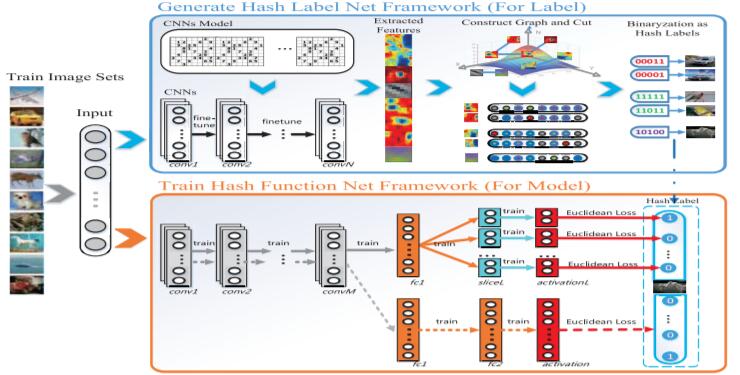 Generate Hash Label Net Framework (For Label)
CNNs Model
Extracted
Features
Construct Graph and Cut
Binaryzation as
Hash Labels
N
00011
00001
11111
11011
10100
Train Image Sets
Input
CNNs
fine-
tune
finetune
conv1
conv2
convN
Train Hash Function Net Framework (For Model)
Hash Label
train
train
train
conv1
conv2
convM
train
fc1
train
sliceL
train
train
activationL
Euclidean Loss
Euclidean Loss
Euclidean Loss
1
0
0
train
train
Euclidean Loss
fc1
fc2
activation
0
0
1